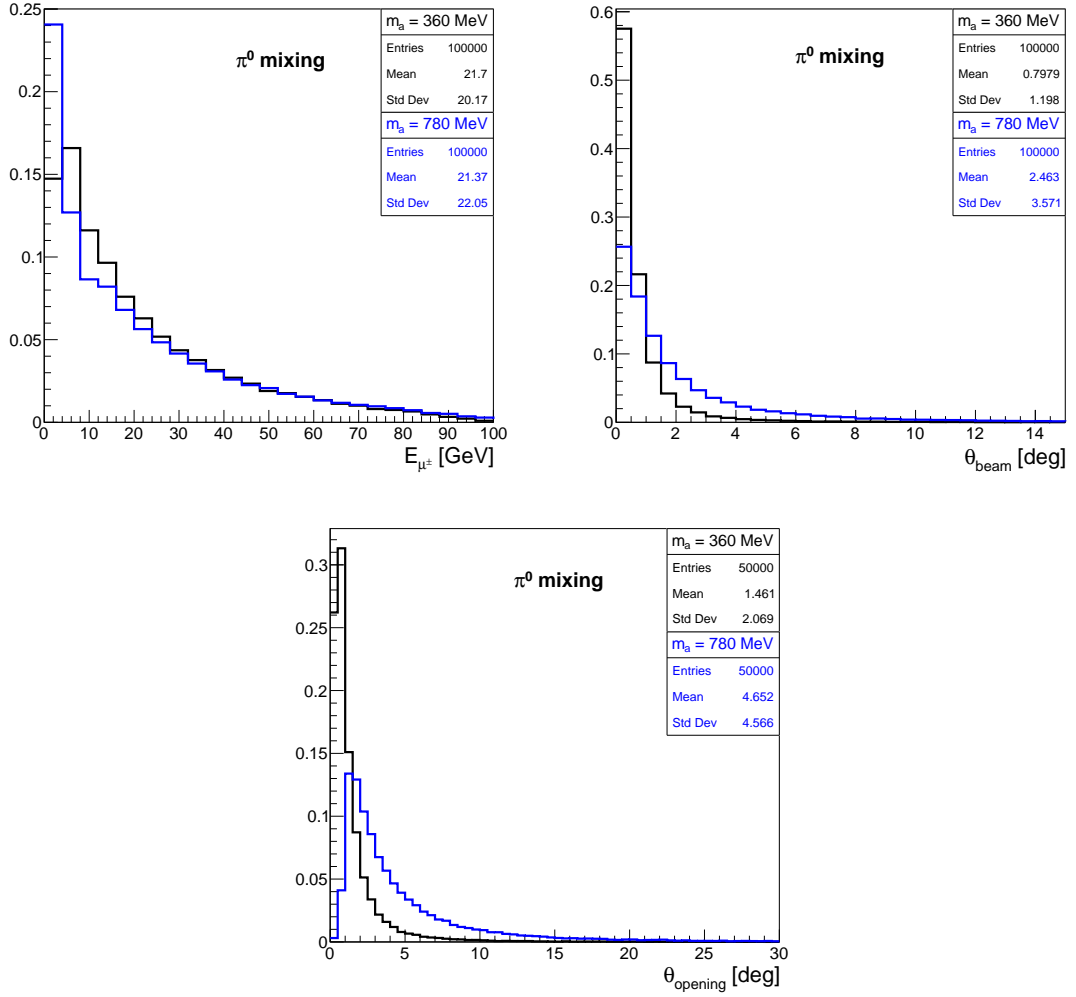 m_a = 360 MeV
Entries 100000
Mean 21.7
Std Dev 20.17
m_a = 780 MeV
Entries 100000
Mean 21.37
Std Dev 22.05
π⁰ mixing
0.25
0.2
0.15
0.1
0.05
0
0 10 20 30 40 50 60 70 80 90 100
E_μ± [GeV]
m_a = 360 MeV
Entries 100000
Mean 0.7979
Std Dev 1.198
m_a = 780 MeV
Entries 100000
Mean 2.463
Std Dev 3.571
π⁰ mixing
0.6
0.5
0.4
0.3
0.2
0.1
0
0 2 4 6 8 10 12 14
θ_beam [deg]
m_a = 360 MeV
Entries 50000
Mean 1.461
Std Dev 2.069
m_a = 780 MeV
Entries 50000
Mean 4.652
Std Dev 4.566
π⁰ mixing
0.3
0.25
0.2
0.15
0.1
0.05
0
0 5 10 15 20 25 30
θ_opening [deg]